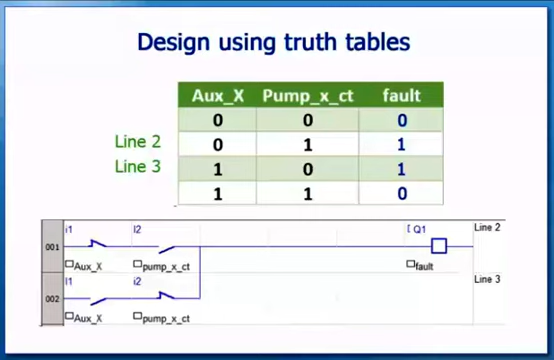 Design using truth tables
Aux_X Pump_x_ct fault
0 0 0
Line 2 0 1 1
Line 3 1 0 1
1 1 0
i1 I2 [ Q1 Line 2
001
Aux_X pump_x_ct fault
I1 i2 Line 3
002
Aux_X pump_x_ct